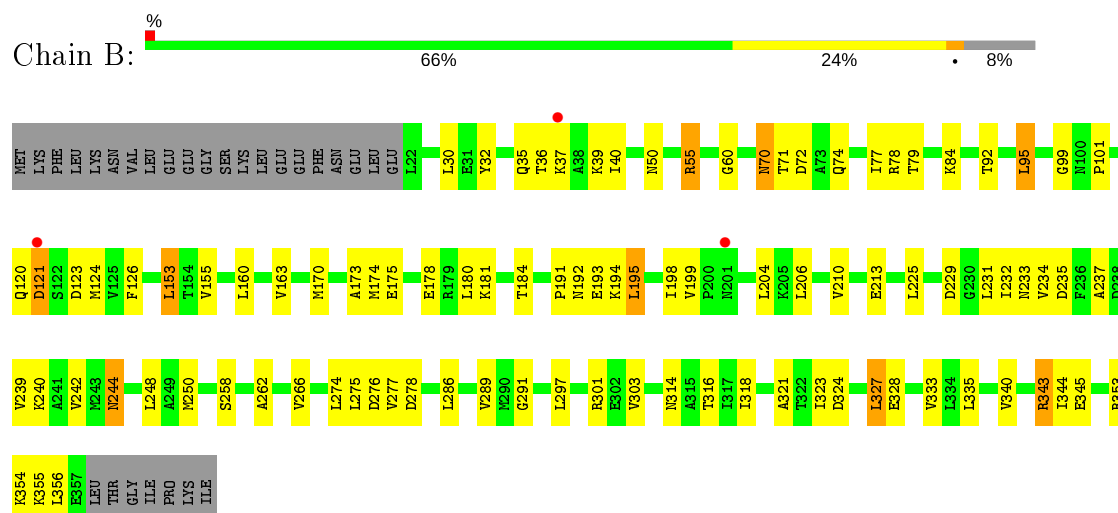 %
Chain B:
66% 24% • 8%
MET LYS PHE LEU LYS ASN VAL LEU GLU GLU GLY SER LYS LEU GLU GLU PHE ASN GLU LEU GLU L22 L30 E31 Y32 Q35 T36 K37 A38 K39 I40 N50 R55 G60 N70 T71 D72 A73 Q74 I77 R78 T79 K84 T92 L95 G99 N100 P101
Q120 D121 S122 D123 M124 V125 F126 L153 T154 V155 L160 V163 M170 A173 M174 E175 E178 R179 L180 K181 T184 P191 N192 E193 K194 L195 I198 V199 P200 N201 L204 K205 L206 V210 E213 L225 D229 G230 L231 I232 N233 V234 D235 F236 A237 D238
V239 K240 A241 V242 M243 N244 L248 A249 M250 S258 A262 V266 L274 L275 D276 V277 D278 L286 V289 M290 G291 L297 R301 E302 V303 N314 A315 T316 I317 I318 A321 T322 I323 D324 L327 E328 V333 L334 L335 V340 R343 I344 E345 R353
K354 K355 L356 E357 LEU THR GLY ILE PRO LYS ILE